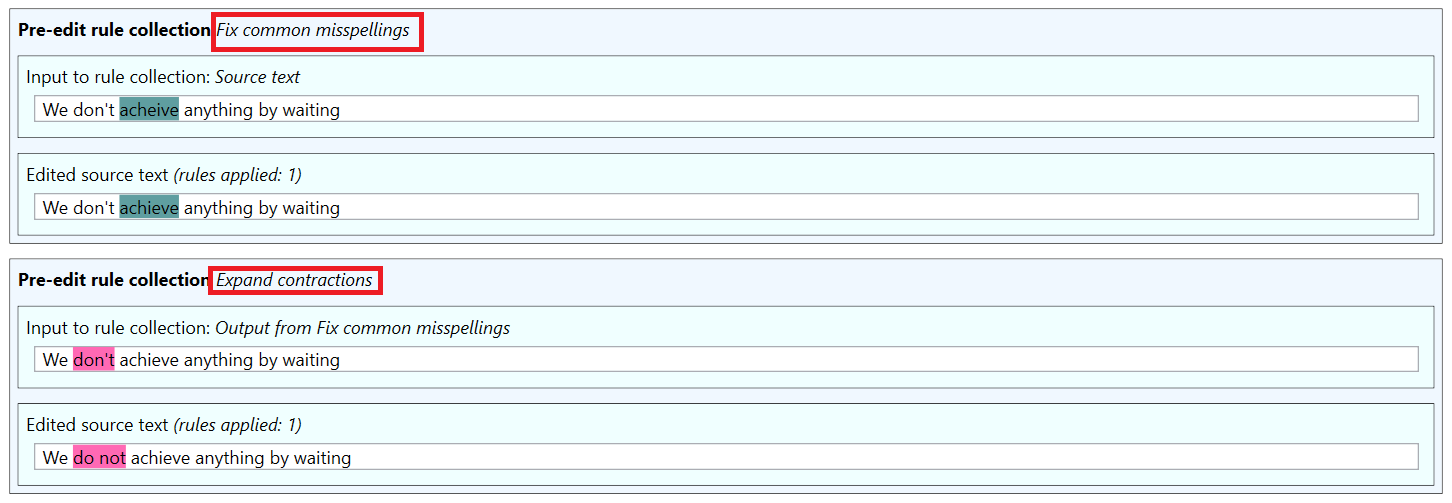 Pre-edit rule collection Fix common misspellings
Input to rule collection: Source text
We don't acheive anything by waiting
Edited source text (rules applied: 1)
We don't achieve anything by waiting
Pre-edit rule collection Expand contractions
Input to rule collection: Output from Fix common misspellings
We don't achieve anything by waiting
Edited source text (rules applied: 1)
We do not achieve anything by waiting